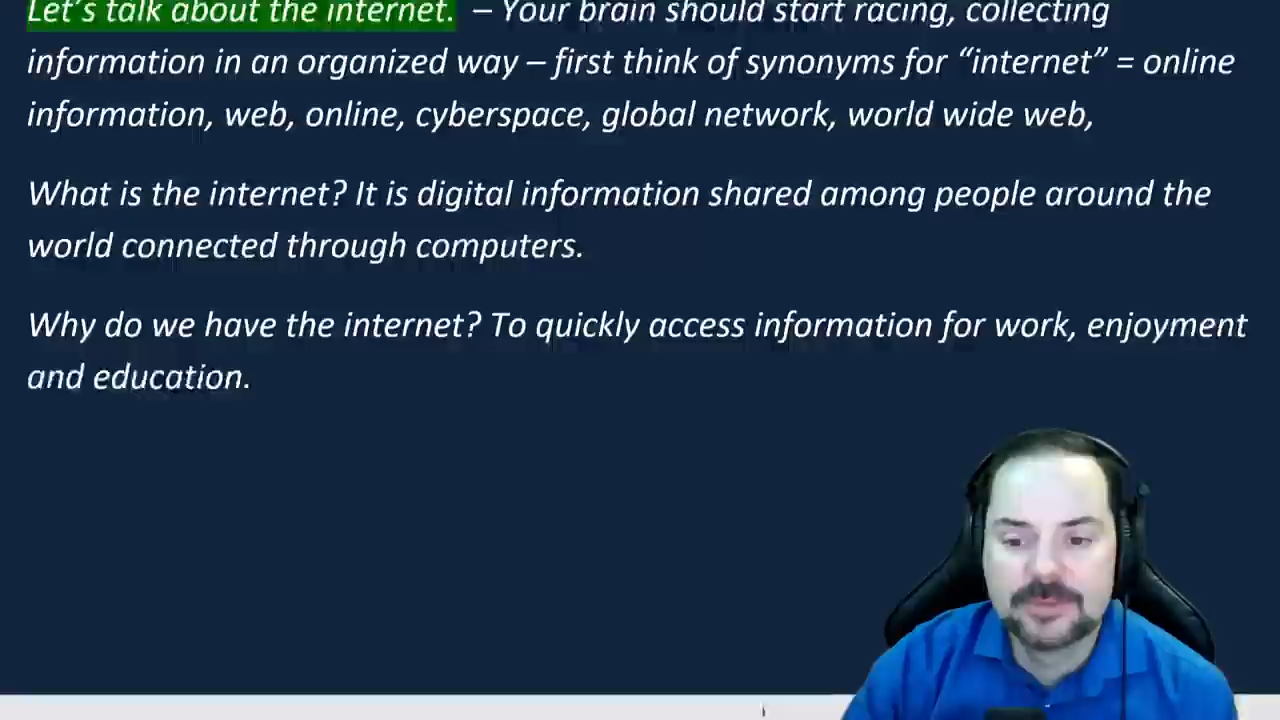 Let's talk about the internet. – Your brain should start racing, collecting
information in an organized way – first think of synonyms for “internet” = online
information, web, online, cyberspace, global network, world wide web,
What is the internet? It is digital information shared among people around the
world connected through computers.
Why do we have the internet? To quickly access information for work, enjoyment
and education.